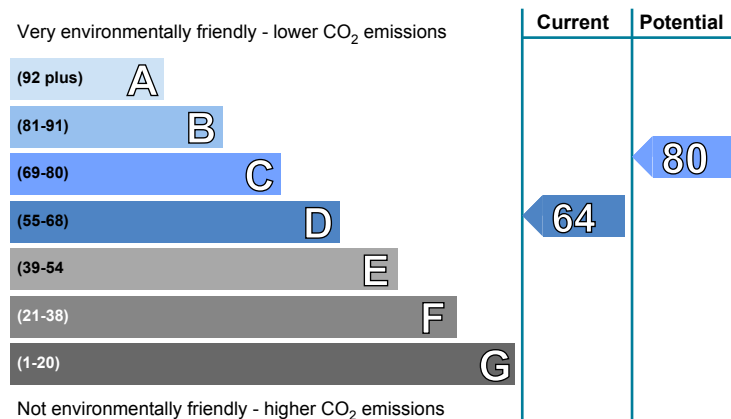 Current Potential
Very environmentally friendly - lower CO₂ emissions
(92 plus) A
(81-91) B
(69-80) C
80
(55-68) D
64
(39-54 E
(21-38) F
(1-20) G
Not environmentally friendly - higher CO₂ emissions